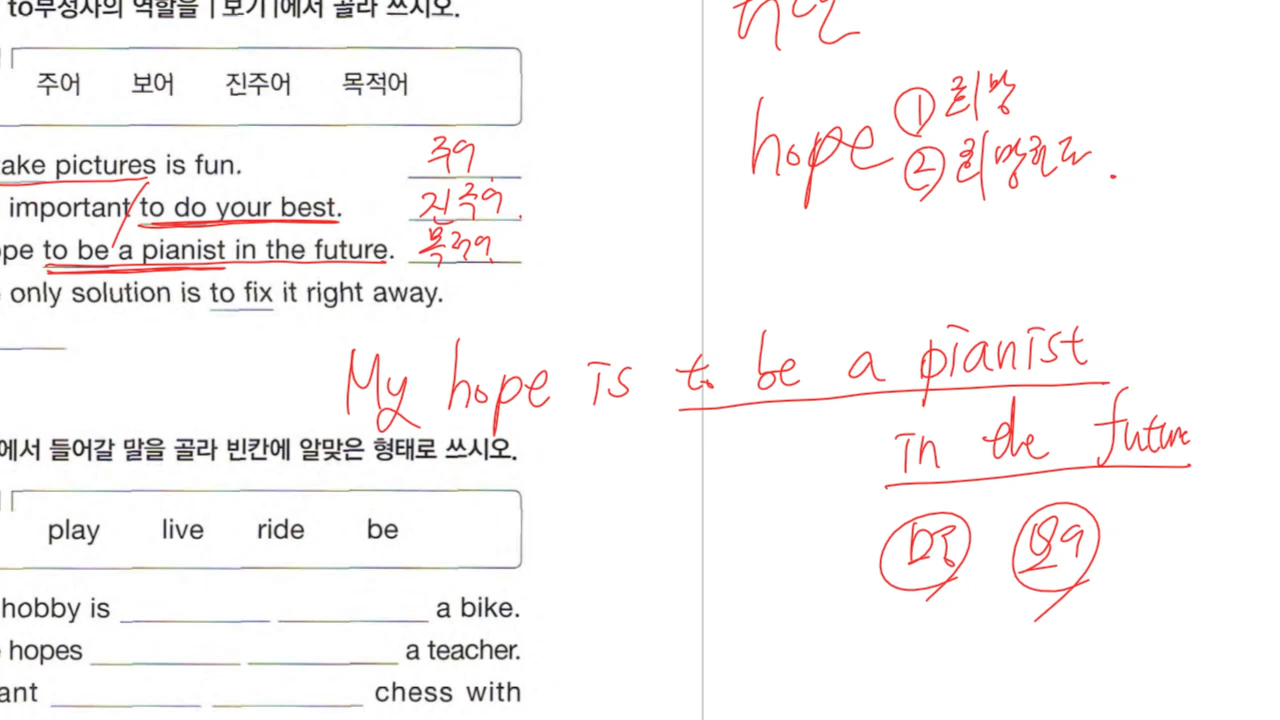 to부정사의 역할을 |보기|에서 골라 쓰시오.
주어 보어 진주어 목적어
ake pictures is fun. 주어
important to do your best. 진주어
ope to be a pianist in the future. 목적어
only solution is to fix it right away.
hope ① 희망
② 희망하다.
My hope is to be a pianist
in the future
명 보어
에서 들어갈 말을 골라 빈칸에 알맞은 형태로 쓰시오.
play live ride be
hobby is a bike.
hopes a teacher.
ant chess with